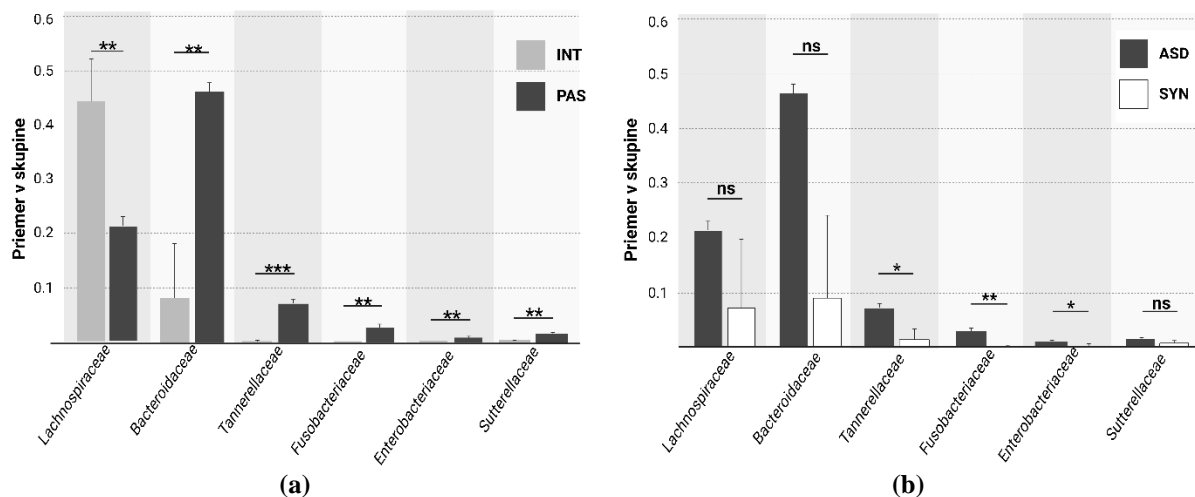 0.6
0.5
0.4
0.3
0.2
0.1
Priemer v skupine
** ** *** ** ** **
INT
PAS
Lachnospiraceae
Bacteroidaceae
Tannerellaceae
Fusobacteriaceae
Enterobacteriaceae
Sutterellaceae
(a)
0.6
0.5
0.4
0.3
0.2
0.1
Priemer v skupine
ns ns * ** * ns
ASD
SYN
Lachnospiraceae
Bacteroidaceae
Tannerellaceae
Fusobacteriaceae
Enterobacteriaceae
Sutterellaceae
(b)